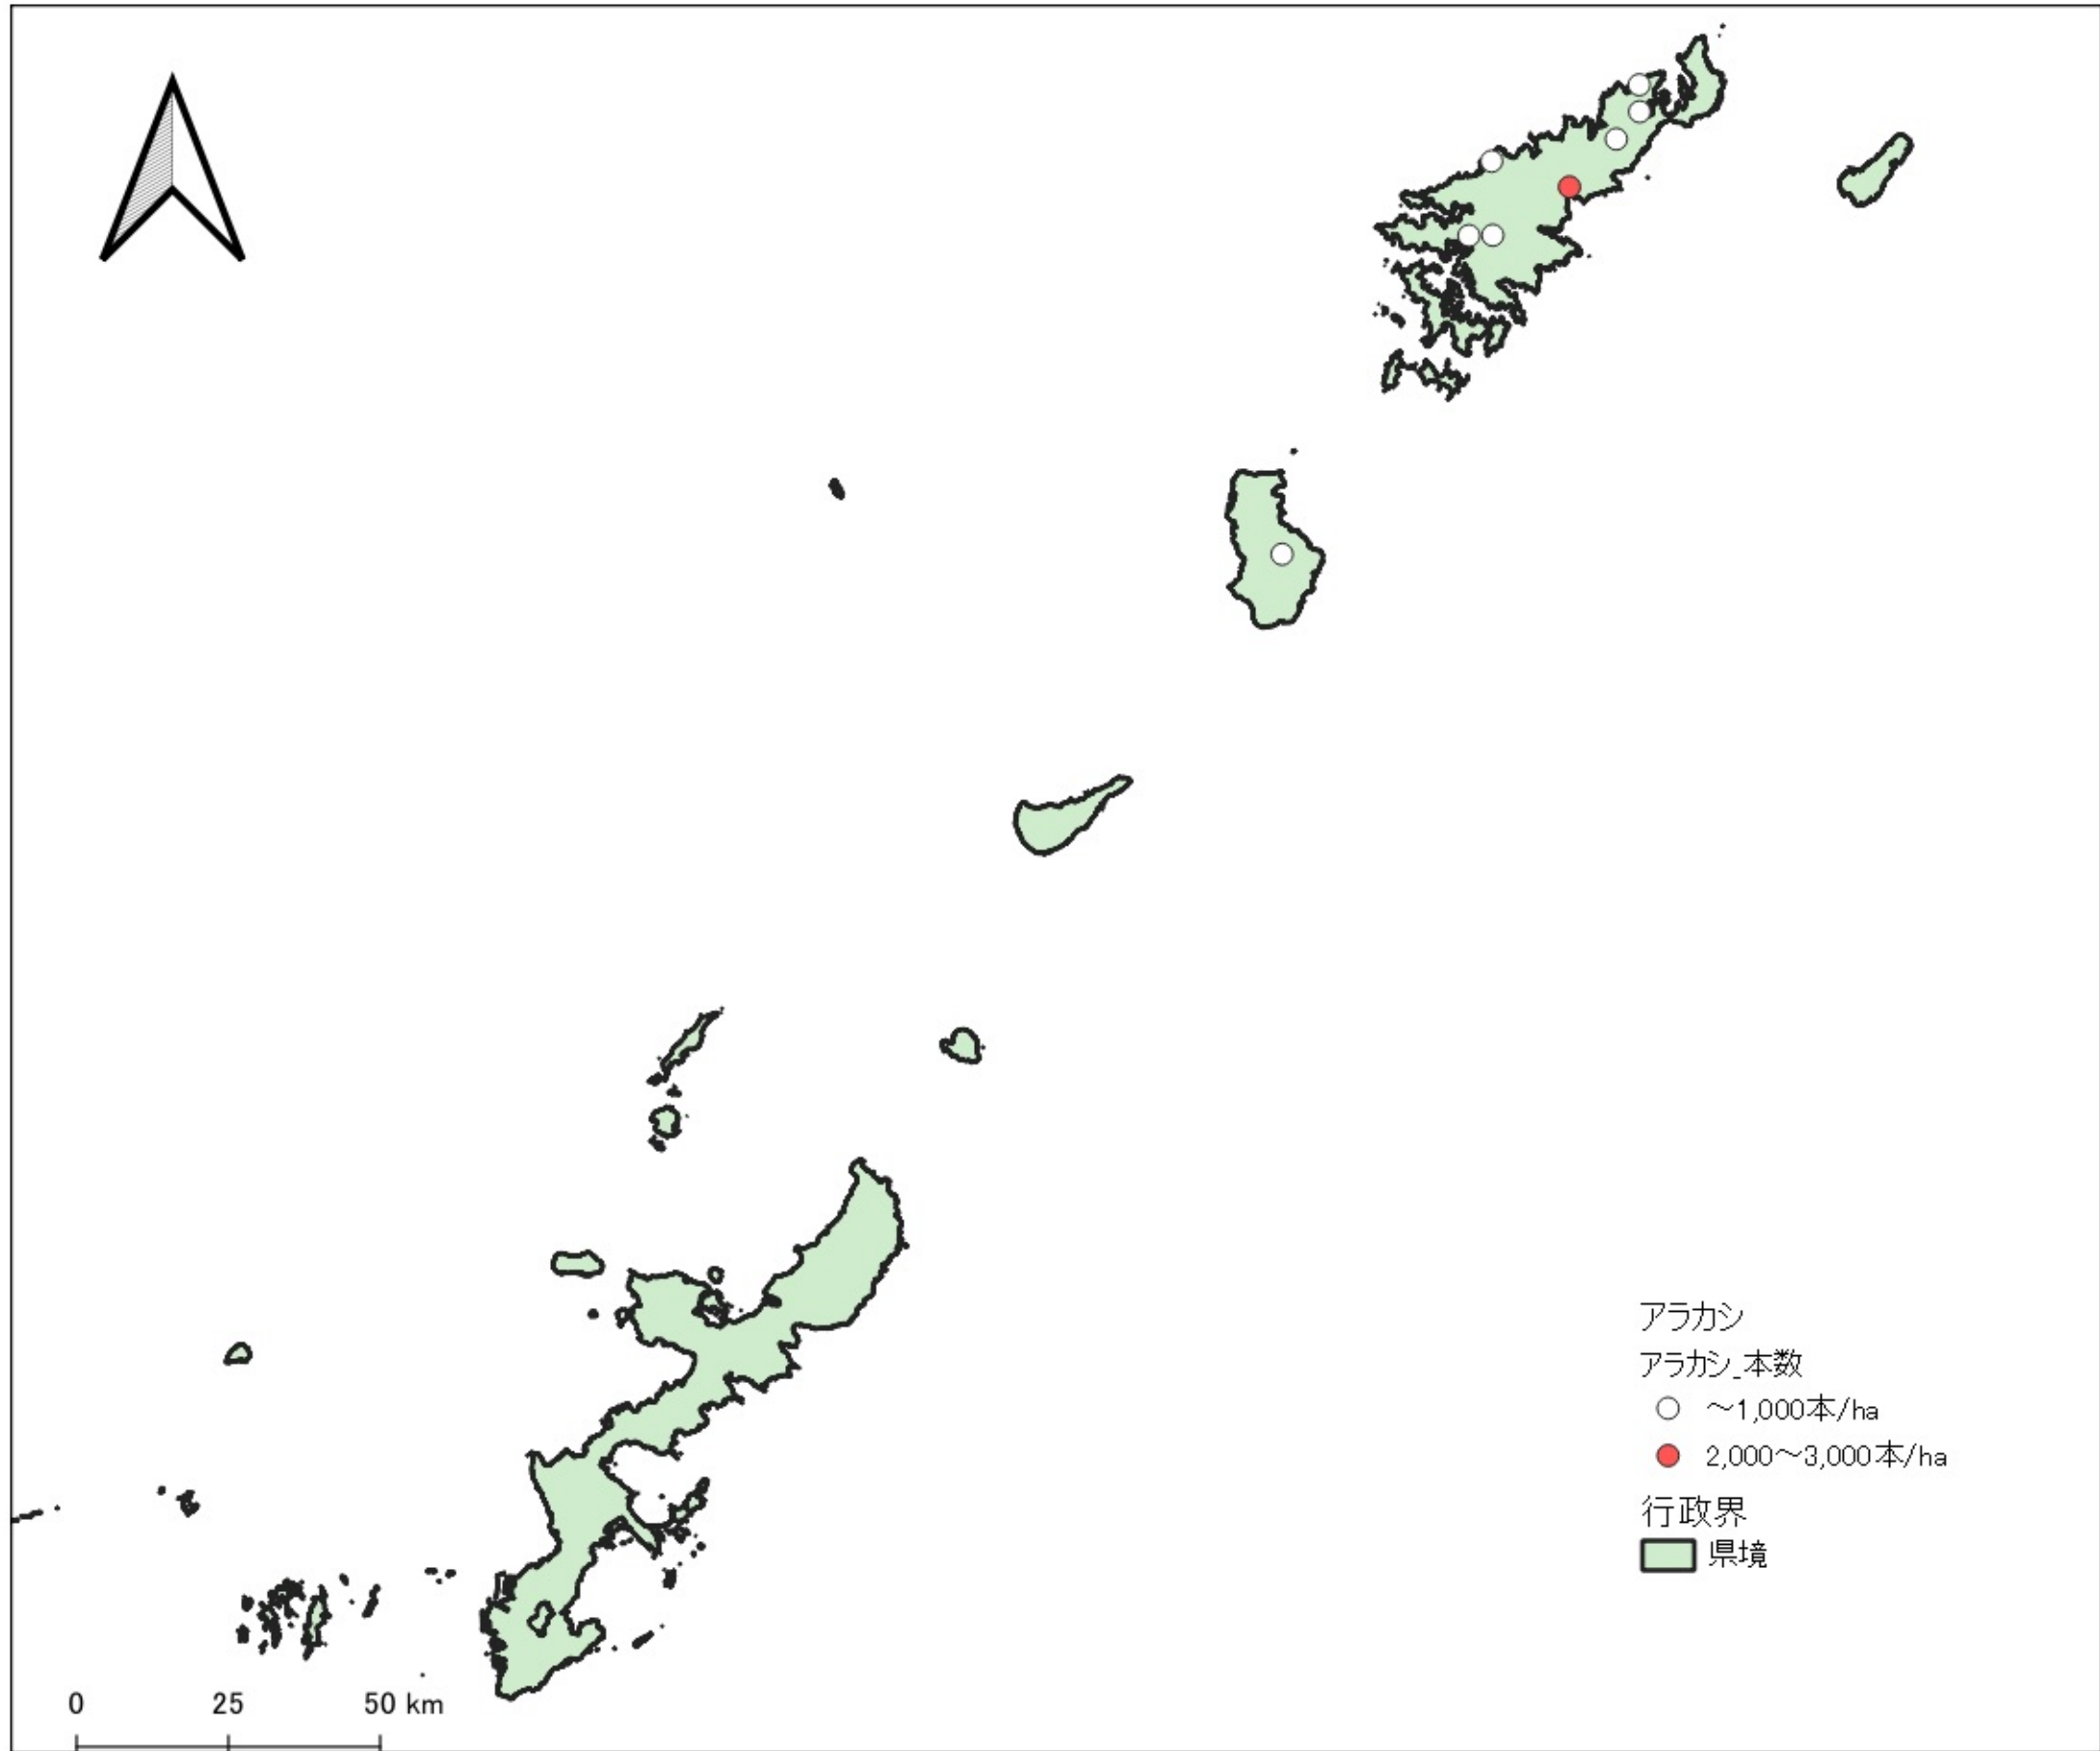 アラカシ
アラカシ_本数
～1,000本/ha
2,000～3,000本/ha
行政界
県境
0 25 50 km